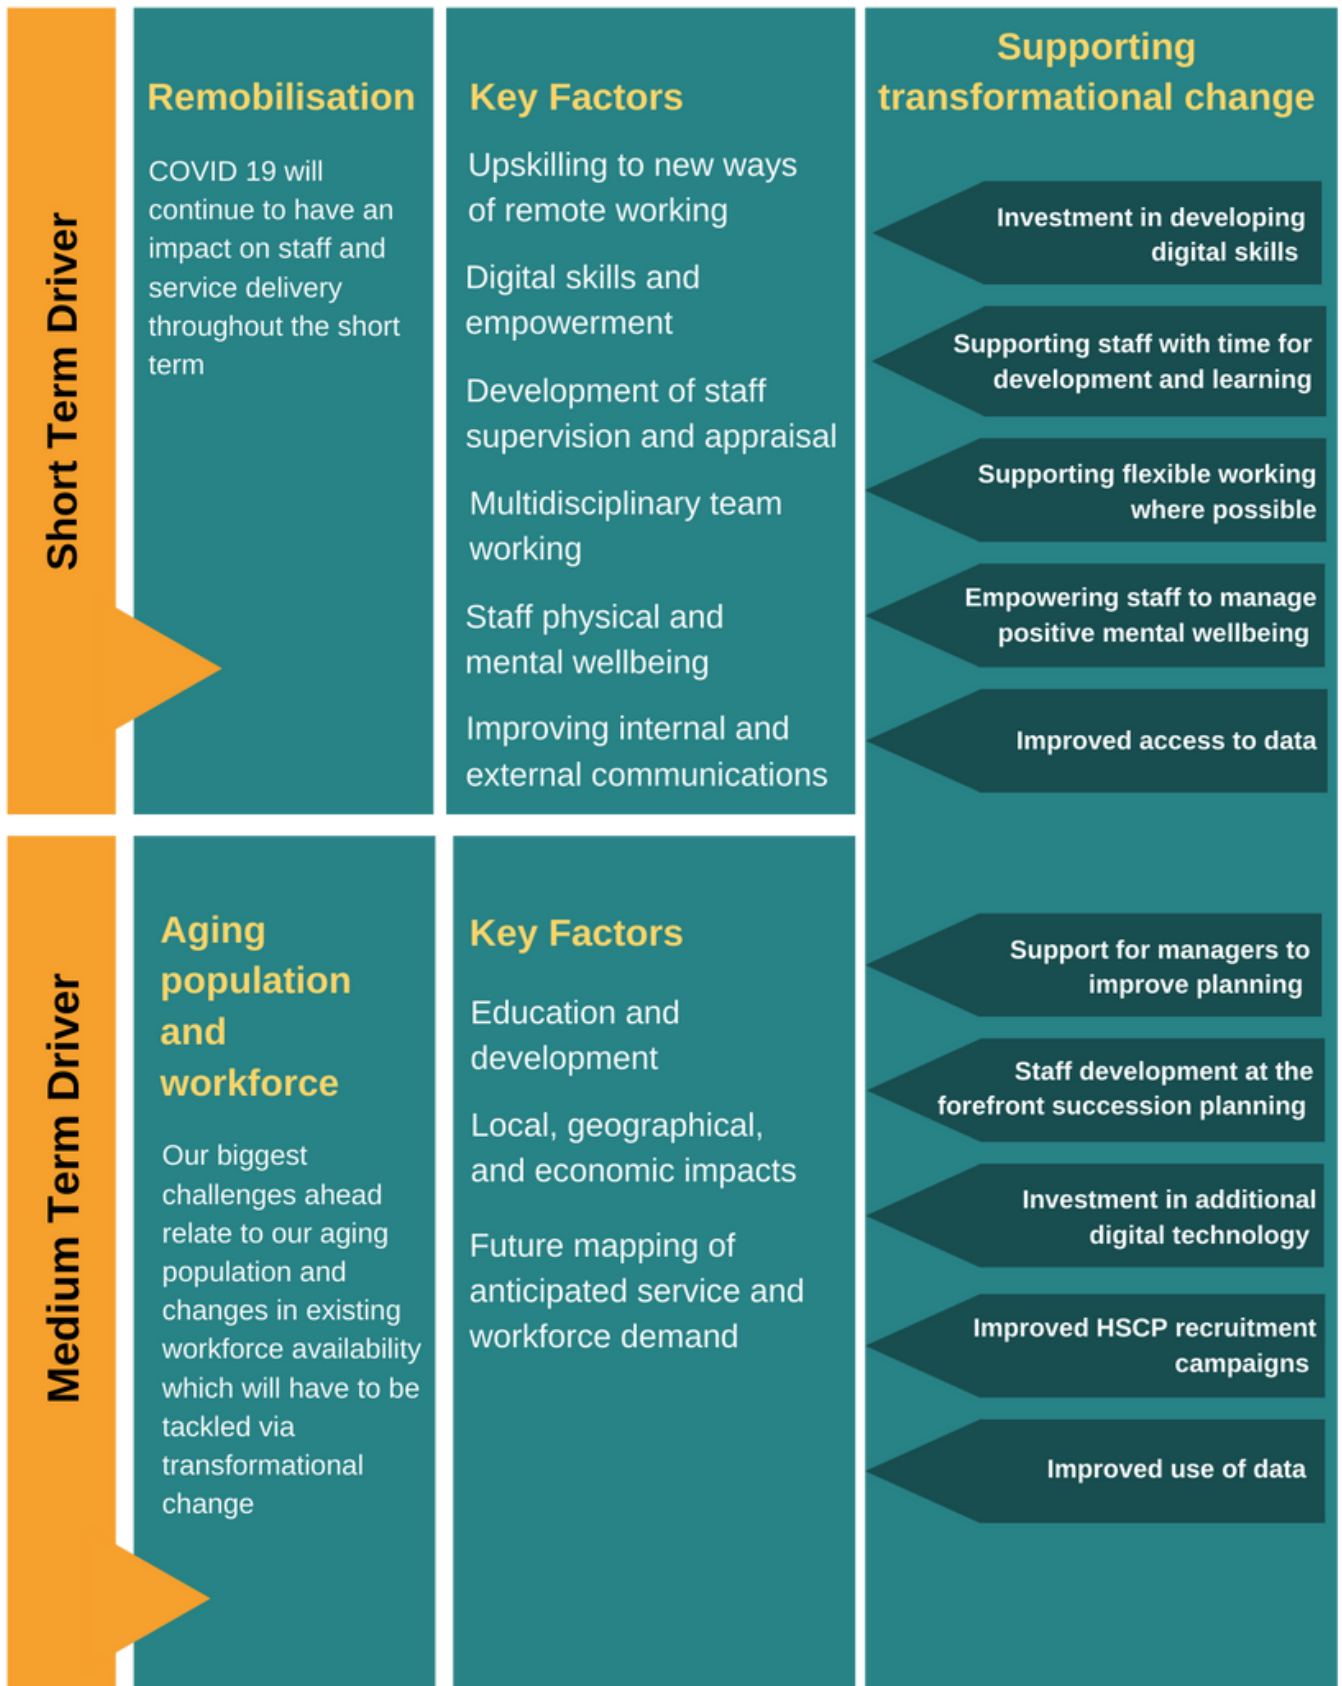 Short Term Driver
Remobilisation
COVID 19 will
continue to have an
impact on staff and
service delivery
throughout the short
term
Key Factors
Upskilling to new ways
of remote working
Digital skills and
empowerment
Development of staff
supervision and appraisal
Multidisciplinary team
working
Staff physical and
mental wellbeing
Improving internal and
external communications
Supporting
transformational change
Investment in developing
digital skills
Supporting staff with time for
development and learning
Supporting flexible working
where possible
Empowering staff to manage
positive mental wellbeing
Improved access to data
Medium Term Driver
Aging
population
and
workforce
Our biggest
challenges ahead
relate to our aging
population and
changes in existing
workforce availability
which will have to be
tackled via
transformational
change
Key Factors
Education and
development
Local, geographical,
and economic impacts
Future mapping of
anticipated service and
workforce demand
Support for managers to
improve planning
Staff development at the
forefront succession planning
Investment in additional
digital technology
Improved HSCP recruitment
campaigns
Improved use of data